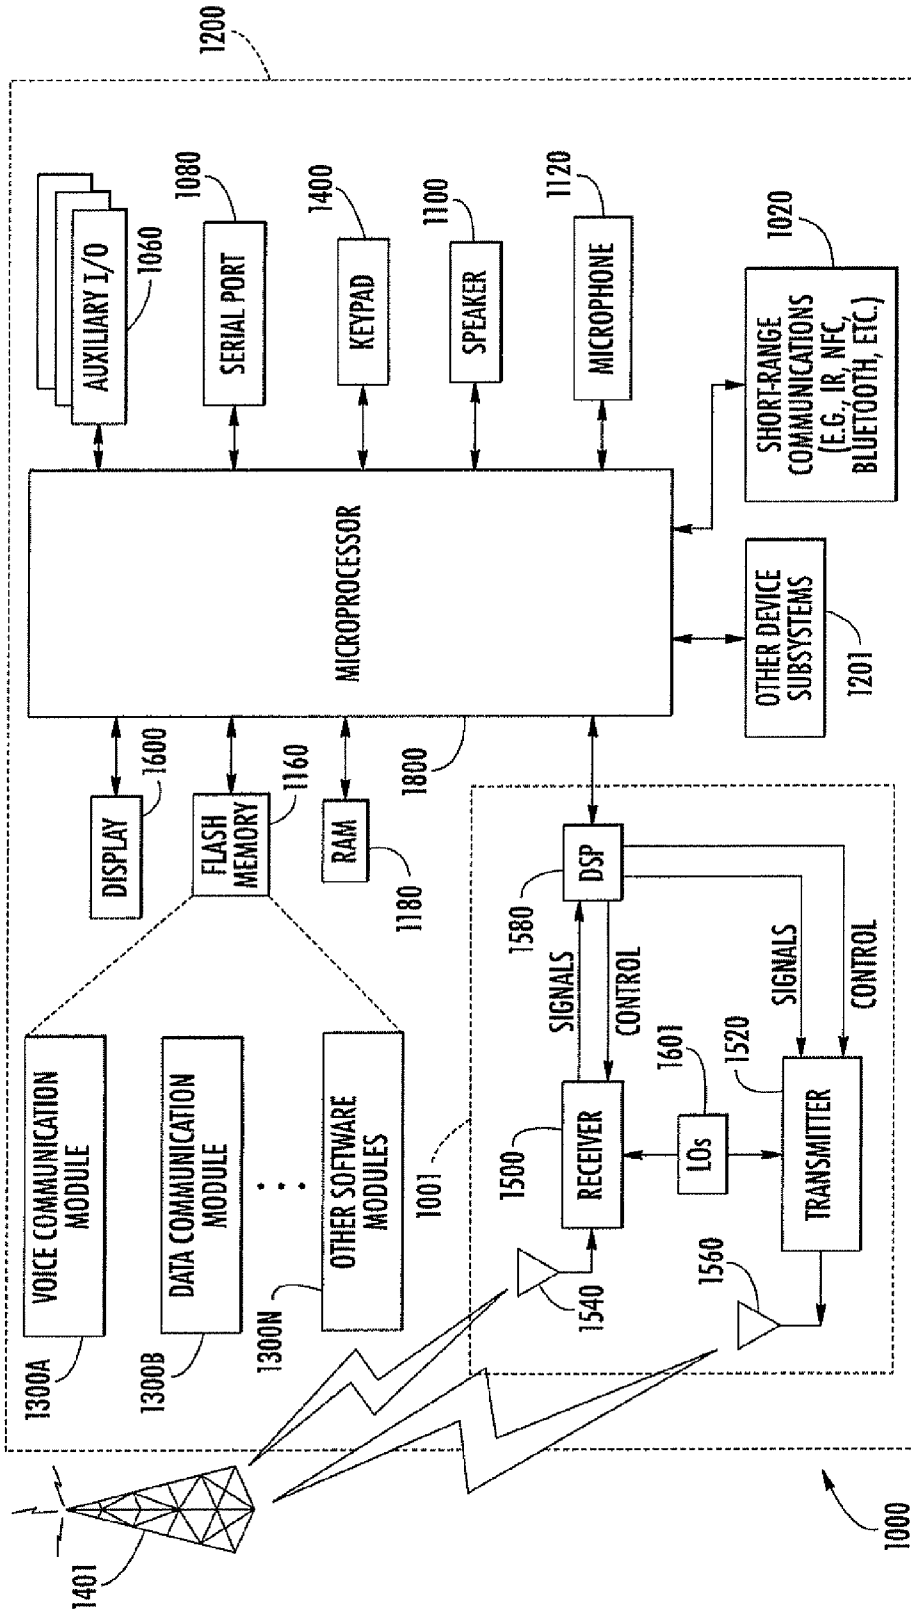 1200
AUXILIARY I/O
1060
SERIAL PORT
1080
KEYPAD
1400
SPEAKER
1100
MICROPHONE
1120
SHORT-RANGE
COMMUNICATIONS
(E.G., IR, NFC,
BLUETOOTH, ETC.)
1020
MICROPROCESSOR
1800
OTHER DEVICE
SUBSYSTEMS
1201
DISPLAY
1600
FLASH
MEMORY
1160
RAM
1180
VOICE COMMUNICATION
MODULE
1300A
DATA COMMUNICATION
MODULE
1300B
OTHER SOFTWARE
MODULES
1300N
1001
DSP
1580
SIGNALS
CONTROL
SIGNALS
CONTROL
RECEIVER
1500
LOs
1601
TRANSMITTER
1520
1540
1560
1401
1000